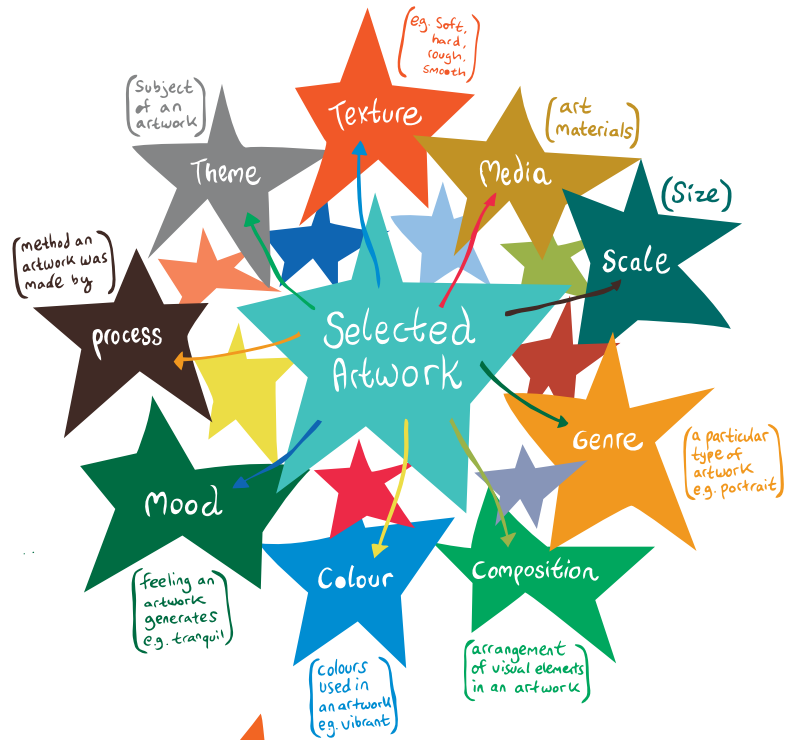 (e.g. Soft,
hard,
rough,
smooth)
Texture
(Subject
of an
artwork)
Theme
(art
materials)
Media
(Size)
Scale
(method an
artwork was
made by)
process
Selected
Artwork
Genre
(a particular
type of
artwork
e.g. portrait)
Mood
(feeling an
artwork
generates
e.g. tranquil)
Colour
(Colours
used in
an artwork
eg. vibrant)
Composition
(arrangement
of visual elements
in an artwork)